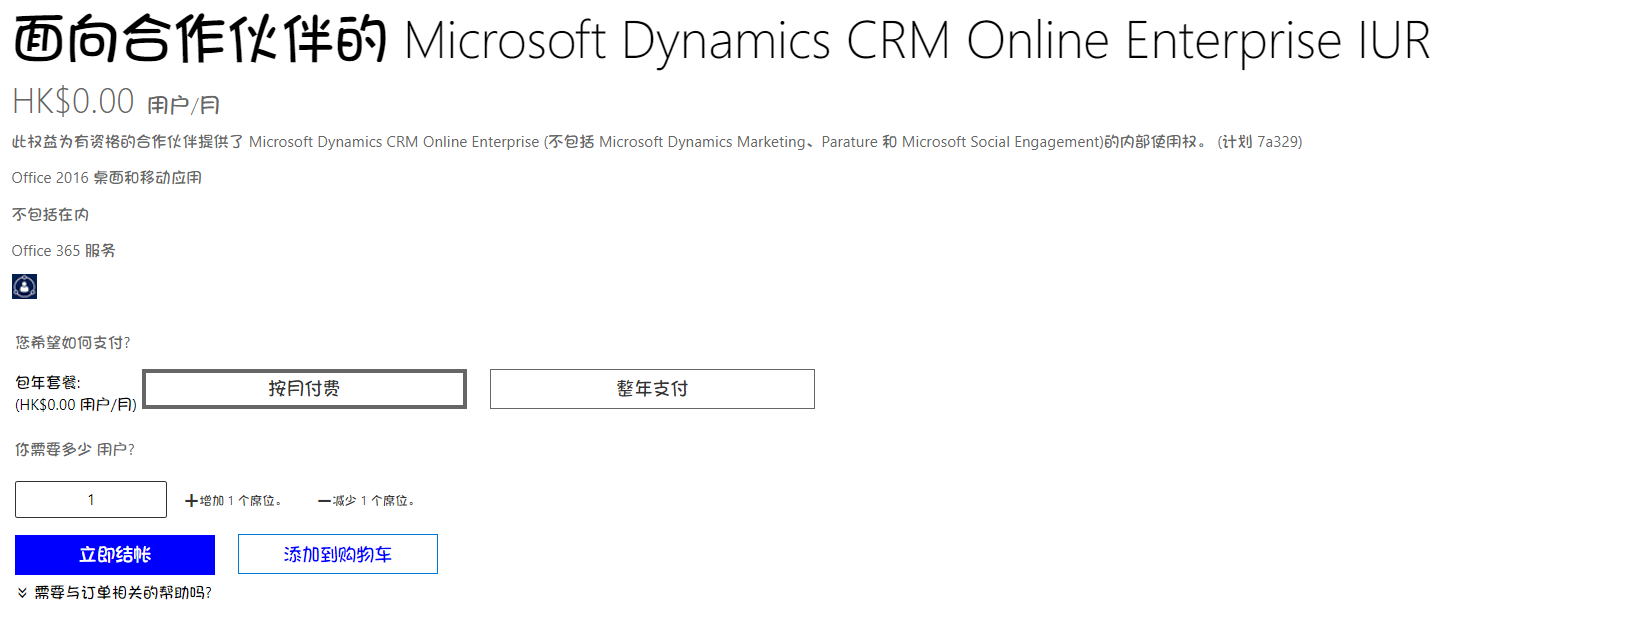 面向合作伙伴的 Microsoft Dynamics CRM Online Enterprise IUR
HK$0.00 用户/月
此权益为有资格的合作伙伴提供了 Microsoft Dynamics CRM Online Enterprise (不包括 Microsoft Dynamics Marketing、Parature 和 Microsoft Social Engagement)的内部使用权。 (计划 7a329)
Office 2016 桌面和移动应用
不包括在内
Office 365 服务
您希望如何支付?
包年套餐:
(HK$0.00 用户/月)
按月付费
整年支付
你需要多少 用户?
1
增加 1 个席位。
减少 1 个席位。
立即结帐
添加到购物车
需要与订单相关的帮助吗?